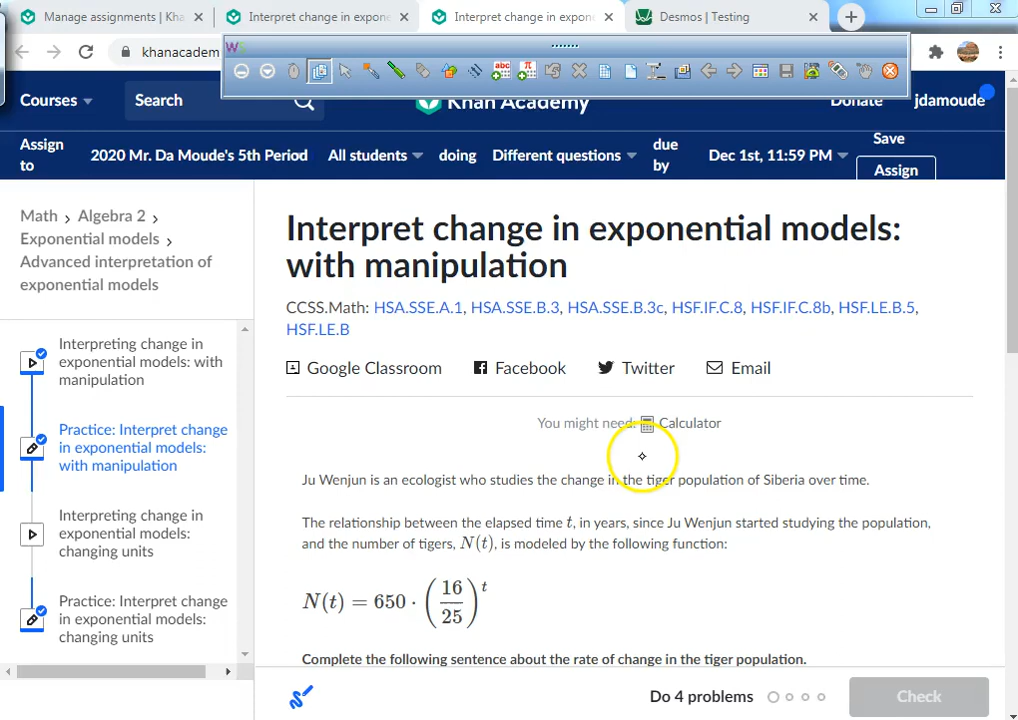 Manage assignments | Kha
Interpret change in expone
Interpret change in expon
Desmos | Testing
khanacadem
Courses
Search
Khan Academy
Donate
jdamoude
Assign to
2020 Mr. Da Moude's 5th Period
All students
doing
Different questions
due by
Dec 1st, 11:59 PM
Save
Assign
Math > Algebra 2 >
Exponential models >
Advanced interpretation of
exponential models
Interpreting change in
exponential models: with
manipulation
Practice: Interpret change
in exponential models:
with manipulation
Interpreting change in
exponential models:
changing units
Practice: Interpret change
in exponential models:
changing units
Interpret change in exponential models:
with manipulation
CCSS.Math: HSA.SSE.A.1, HSA.SSE.B.3, HSA.SSE.B.3c, HSF.IF.C.8, HSF.IF.C.8b, HSF.LE.B.5,
HSF.LE.B
Google Classroom
Facebook
Twitter
Email
You might need: Calculator
Ju Wenjun is an ecologist who studies the change in the tiger population of Siberia over time.
The relationship between the elapsed time t, in years, since Ju Wenjun started studying the population,
and the number of tigers, N(t), is modeled by the following function:
N(t) = 650 · (16/25)^t
Complete the following sentence about the rate of change in the tiger population.
Do 4 problems
Check